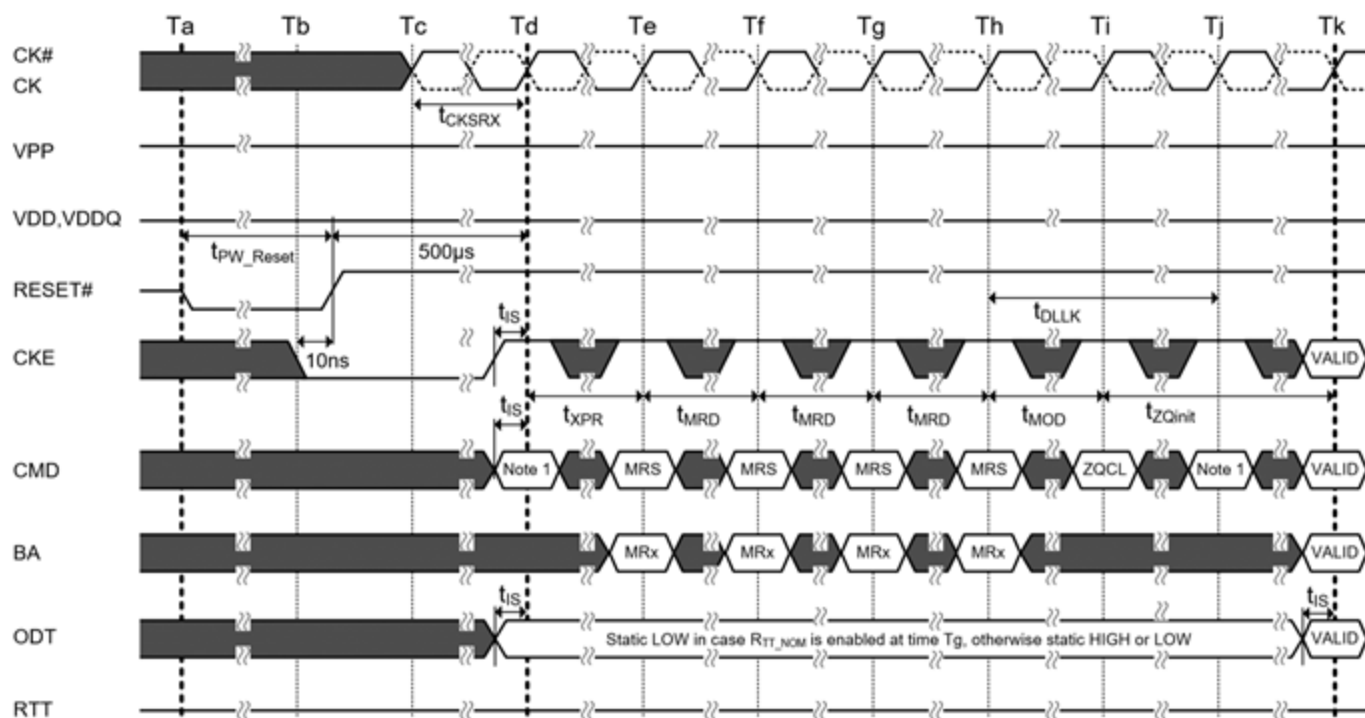 Ta Tb Tc Td Te Tf Tg Th Ti Tj Tk
CK#
CK
tCKSRX
VPP
VDD,VDDQ
tPW_Reset 500µs
RESET#
tIS tDLLK
CKE 10ns VALID
tIS tXPR tMRD tMRD tMRD tMOD tZQinit
CMD Note 1 MRS MRS MRS MRS ZQCL Note 1 VALID
BA MRx MRx MRx MRx VALID
tIS tIS
ODT Static LOW in case RTT_NOM is enabled at time Tg, otherwise static HIGH or LOW VALID
RTT